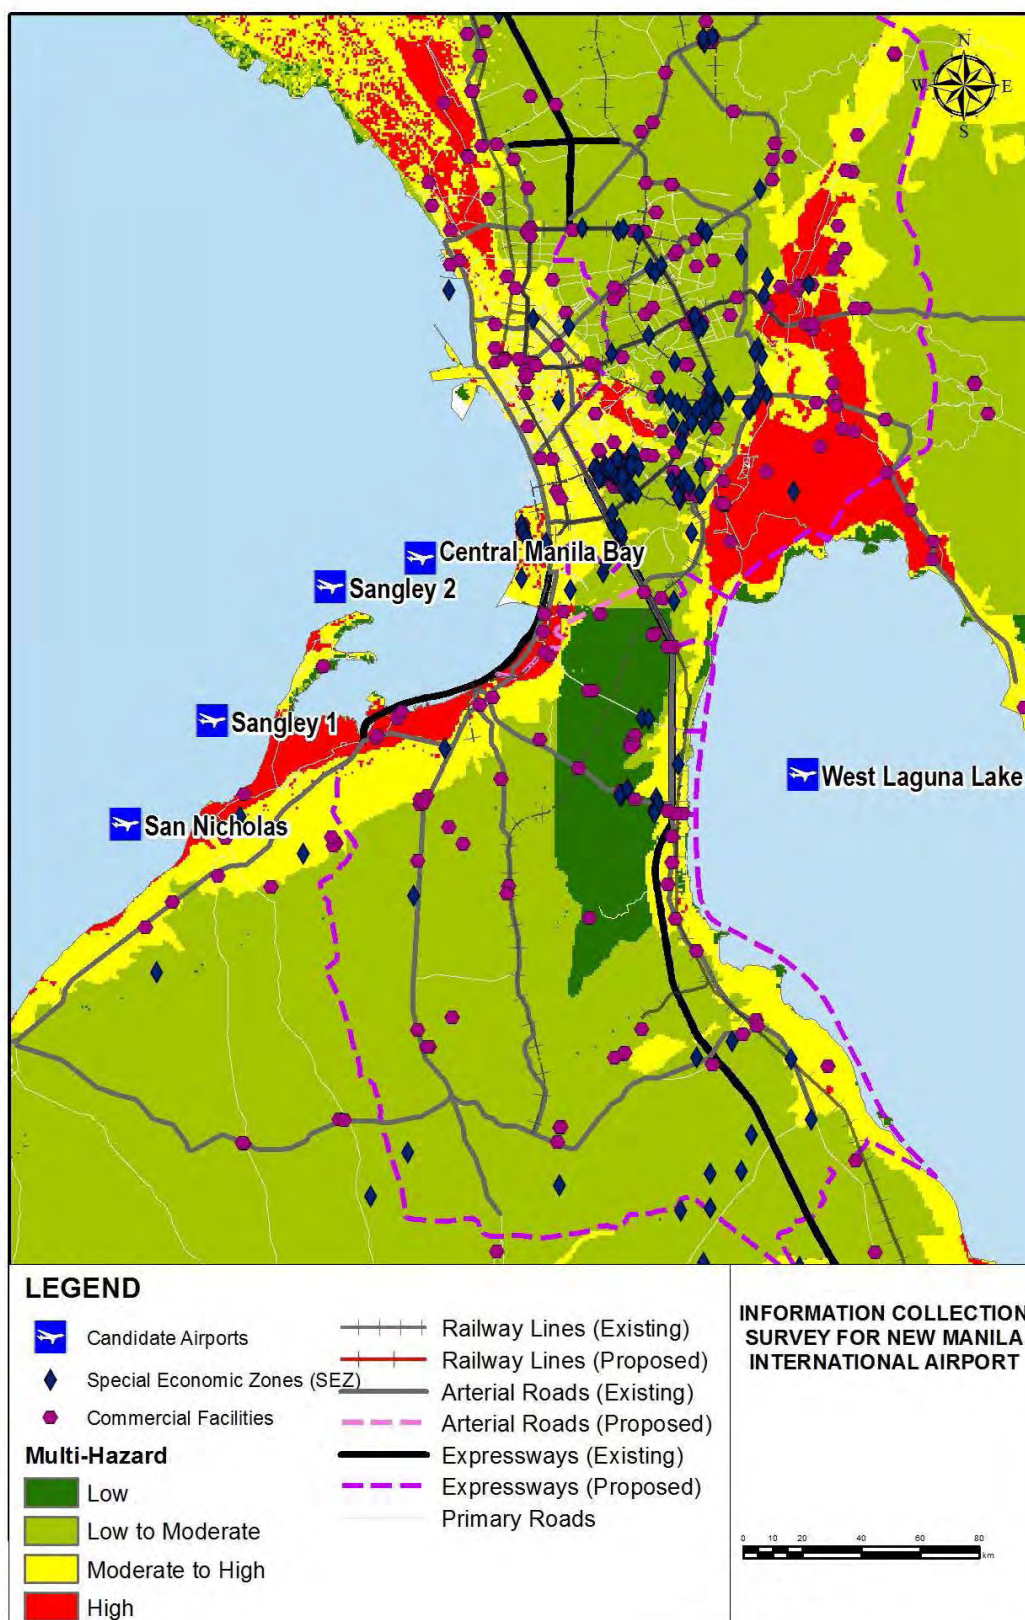 N
W E
S
Central Manila Bay
Sangley 2
Sangley 1
West Laguna Lake
San Nicholas
LEGEND
Candidate Airports
Special Economic Zones (SEZ)
Commercial Facilities
Multi-Hazard
Low
Low to Moderate
Moderate to High
High
Railway Lines (Existing)
Railway Lines (Proposed)
Arterial Roads (Existing)
Arterial Roads (Proposed)
Expressways (Existing)
Expressways (Proposed)
Primary Roads
INFORMATION COLLECTION
SURVEY FOR NEW MANILA
INTERNATIONAL AIRPORT
0 10 20 40 60 80
km